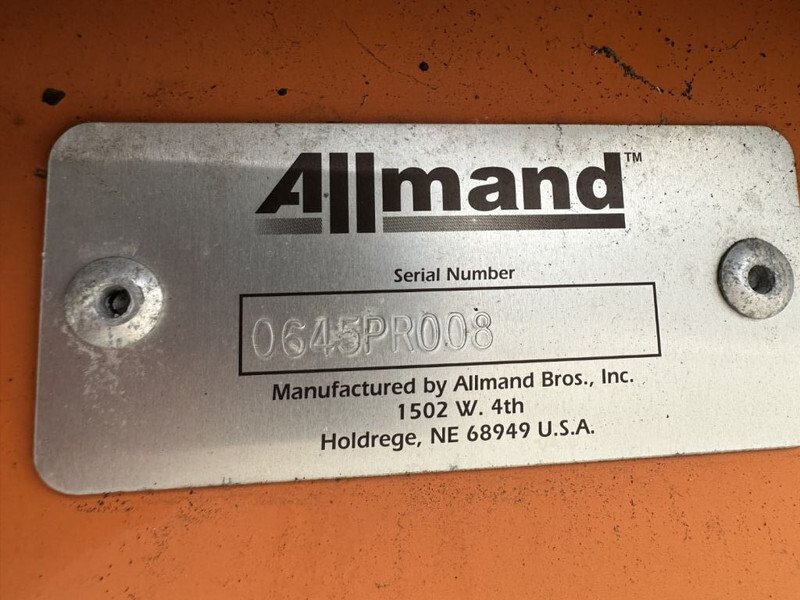 Allmand™
Serial Number
0645PR008
Manufactured by Allmand Bros., Inc.
1502 W. 4th
Holdrege, NE 68949 U.S.A.